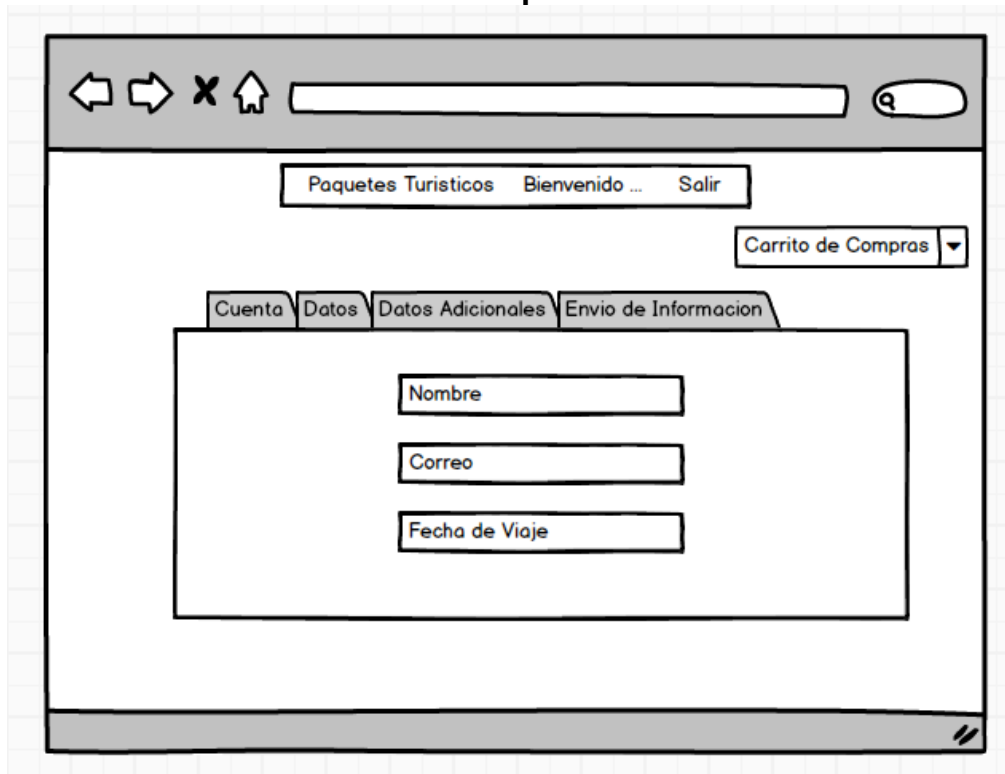 Paquetes Turisticos Bienvenido ... Salir
Carrito de Compras
Cuenta Datos Datos Adicionales Envio de Informacion
Nombre
Correo
Fecha de Viaje